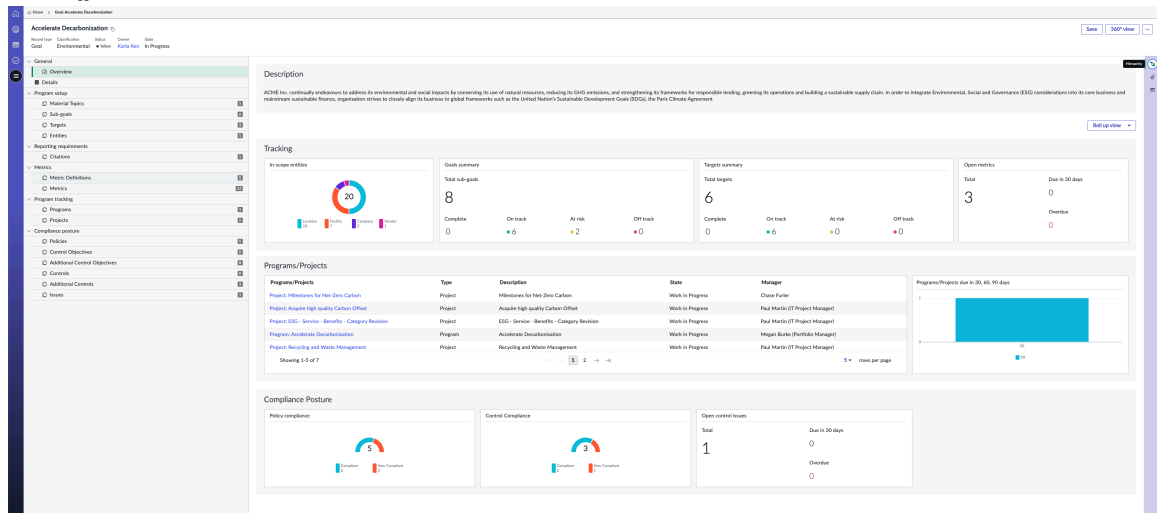 Home > Goal: Accelerate Decarbonization
Accelerate Decarbonization
Save 360° view
Record type Classification Status Owner State
Goal Environmental Yellow Karla Ken In Progress
Hierarchy
General
Overview
Details
Program setup
Material Topics
Sub-goals
Targets
Entities
Reporting requirements
Citations
Metrics
Metric Definitions
Metrics
Program tracking
Programs
Projects
Compliance posture
Policies
Control Objectives
Additional Control Objectives
Controls
Additional Controls
Issues
Description
ACME Inc. continually endeavours to address its environmental and social impacts by conserving its use of natural resources, reducing its GHG emissions, and strengthening its frameworks for responsible lending, greening its operations and building a sustainable supply chain. In order to integrate Environmental, Social and Governance (ESG) considerations into its core business and
mainstream sustainable finance, organisation strives to closely align its business to global frameworks such as the United Nation's Sustainable Development Goals (SDGs), the Paris Climate Agreement
Roll up view
Tracking
In-scope entities
20
Location Facility Company Vendor
10 7
Goals summary
Total sub-goals
8
Complete On track At risk Off track
0 6 2 0
Targets summary
Total targets
6
Complete On track At risk Off track
0 6 0 0
Open metrics
Total Due in 30 days
3 0
Overdue
0
Programs/Projects
Programs/Projects Type Description State Manager
Project: Milestones for Net-Zero Carbon Project Milestones for Net-Zero Carbon Work in Progress Chase Furler
Project: Acquire high quality Carbon Offset Project Acquire high quality Carbon Offset Work in Progress Paul Martin (IT Project Manager)
Project: ESG - Service - Benefits - Category Revision Project ESG - Service - Benefits - Category Revision Work in Progress Paul Martin (IT Project Manager)
Program: Accelerate Decarbonisation Program Accelerate Decarbonisation Work in Progress Megan Burke (Portfolio Manager)
Project: Recycling and Waste Management Project Recycling and Waste Management Work in Progress Paul Martin (IT Project Manager)
Showing 1-5 of 7 1 2 5 rows per page
Programs/Projects due in 30, 60, 90 days
1
0
90
90
Compliance Posture
Policy compliance
5
Compliant Non Compliant
3 2
Control Compliance
3
Compliant Non Compliant
2 1
Open control issues
Total Due in 30 days
1 0
Overdue
0